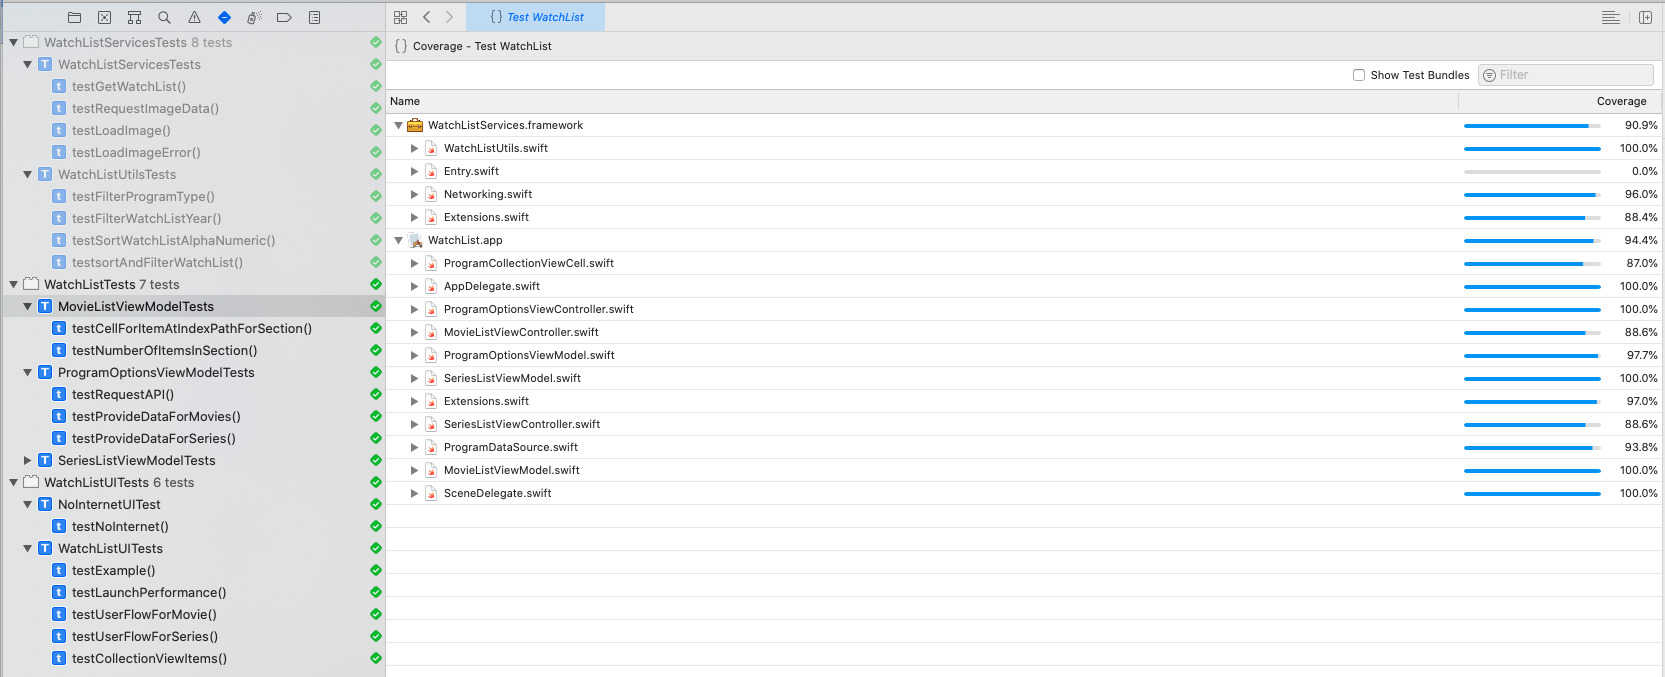 { } Test WatchList
WatchListServicesTests 8 tests
T WatchListServicesTests
t testGetWatchList()
t testRequestImageData()
t testLoadImage()
t testLoadImageError()
T WatchListUtilsTests
t testFilterProgramType()
t testFilterWatchListYear()
t testSortWatchListAlphaNumeric()
t testsortAndFilterWatchList()
WatchListTests 7 tests
T MovieListViewModelTests
t testCellForItemAtIndexPathForSection()
t testNumberOfItemsInSection()
T ProgramOptionsViewModelTests
t testRequestAPI()
t testProvideDataForMovies()
t testProvideDataForSeries()
T SeriesListViewModelTests
WatchListUITests 6 tests
T NoInternetUITest
t testNoInternet()
T WatchListUITests
t testExample()
t testLaunchPerformance()
t testUserFlowForMovie()
t testUserFlowForSeries()
t testCollectionViewItems()
{ } Coverage - Test WatchList
Show Test Bundles Filter
Name Coverage
WatchListServices.framework 90.9%
WatchListUtils.swift 100.0%
Entry.swift 0.0%
Networking.swift 96.0%
Extensions.swift 88.4%
WatchList.app 94.4%
ProgramCollectionViewCell.swift 87.0%
AppDelegate.swift 100.0%
ProgramOptionsViewController.swift 100.0%
MovieListViewController.swift 88.6%
ProgramOptionsViewModel.swift 97.7%
SeriesListViewModel.swift 100.0%
Extensions.swift 97.0%
SeriesListViewController.swift 88.6%
ProgramDataSource.swift 93.8%
MovieListViewModel.swift 100.0%
SceneDelegate.swift 100.0%